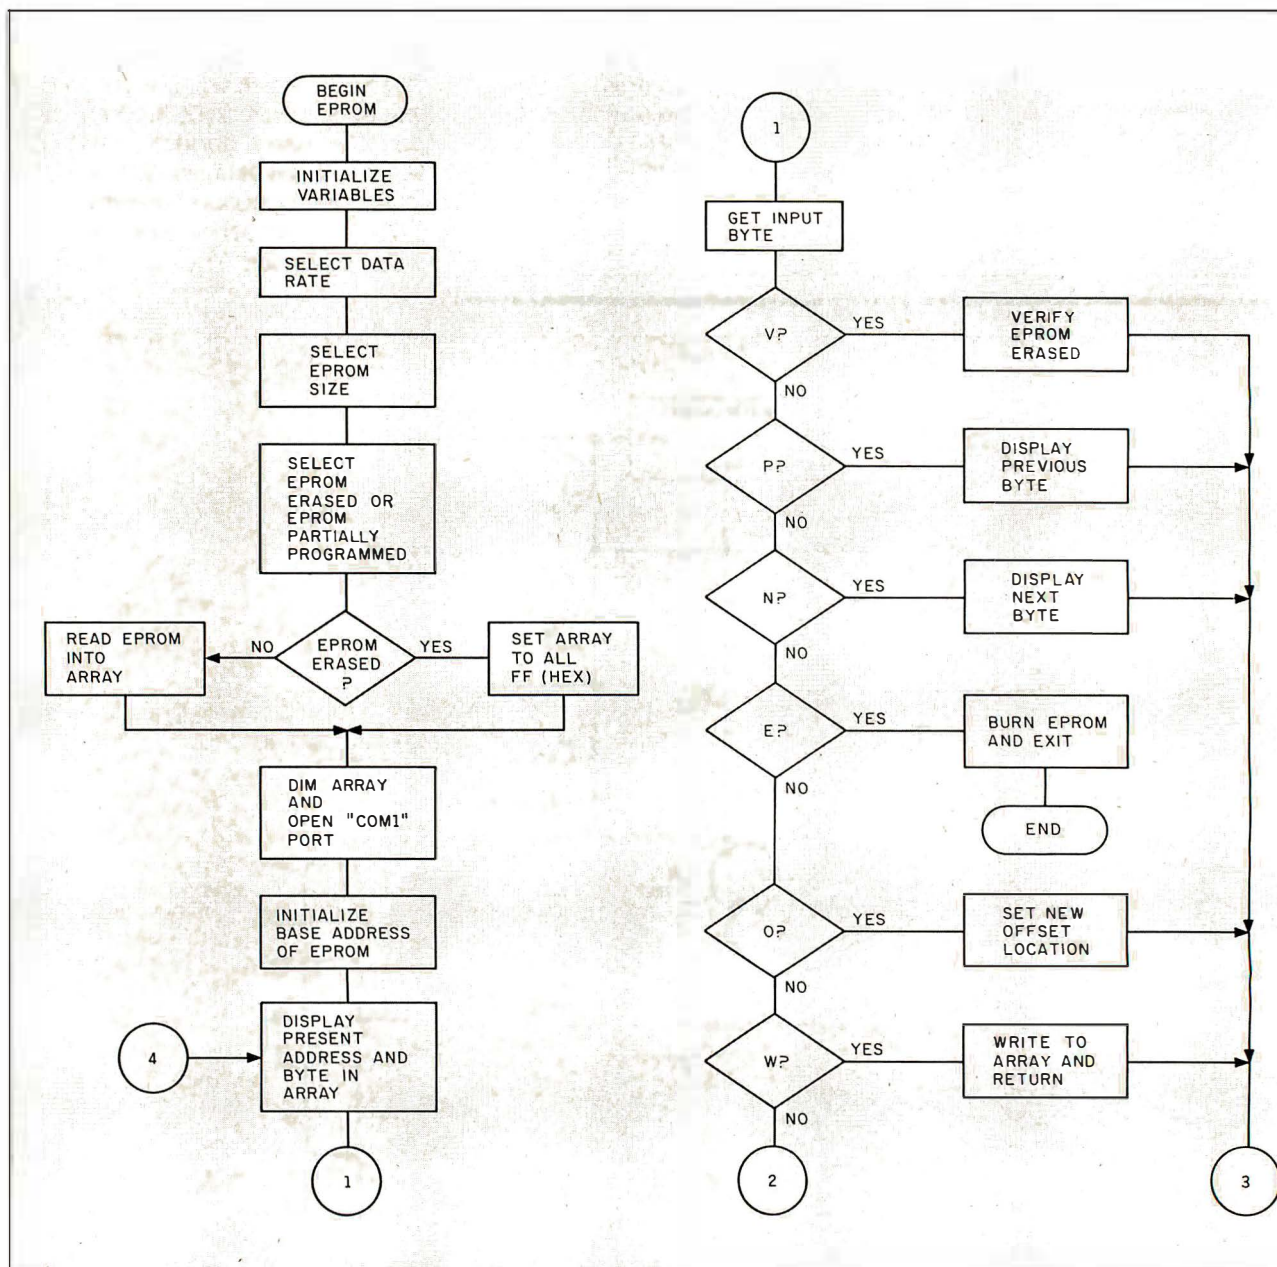 BEGIN
EPROM
INITIALIZE
VARIABLES
SELECT DATA
RATE
SELECT
EPROM
SIZE
SELECT
EPROM
ERASED OR
EPROM
PARTIALLY
PROGRAMMED
READ EPROM
INTO
ARRAY
NO
EPROM
ERASED
?
YES
SET ARRAY
TO ALL
FF (HEX)
DIM ARRAY
AND
OPEN "COM1"
PORT
INITIALIZE
BASE ADDRESS
OF EPROM
4
DISPLAY
PRESENT
ADDRESS AND
BYTE IN
ARRAY
1
1
GET INPUT
BYTE
V?
YES
VERIFY
EPROM
ERASED
NO
P?
YES
DISPLAY
PREVIOUS
BYTE
NO
N?
YES
DISPLAY
NEXT
BYTE
NO
E?
YES
BURN EPROM
AND EXIT
NO
END
O?
YES
SET NEW
OFFSET
LOCATION
NO
W?
YES
WRITE TO
ARRAY AND
RETURN
NO
2
3